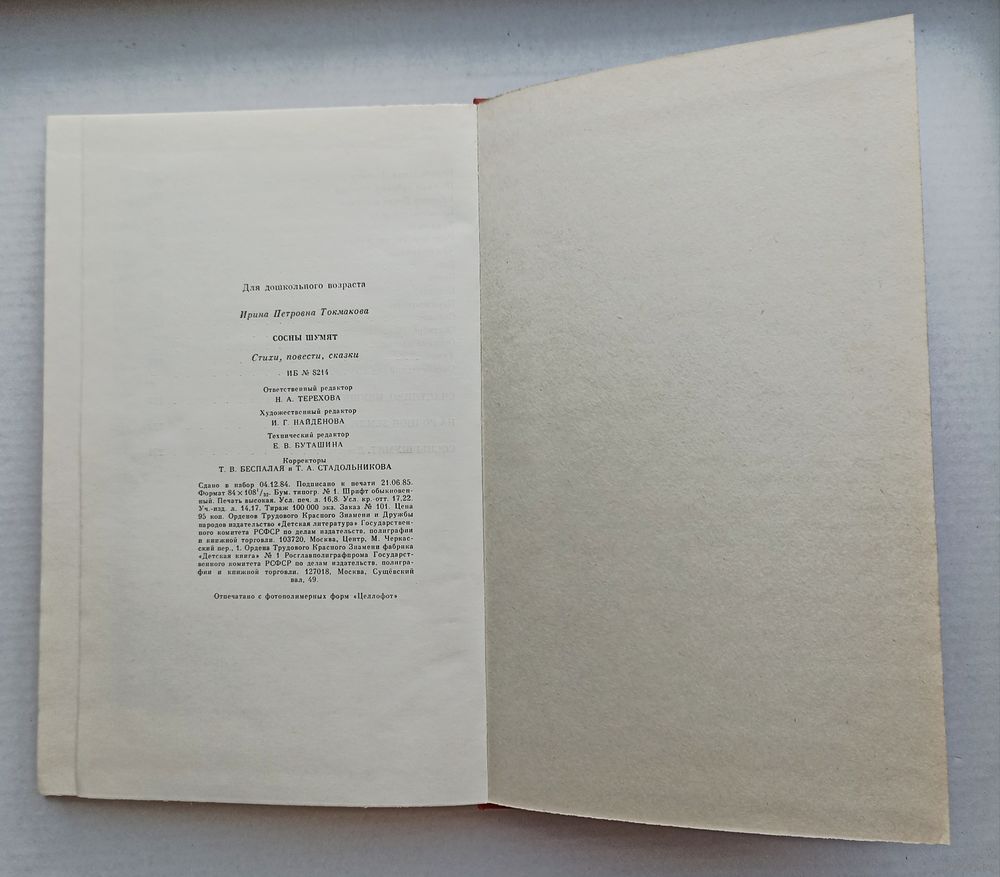 Для дошкольного возраста
Ирина Петровна Токмакова
СОСНЫ ШУМЯТ
Стихи, повести, сказки
ИБ № 8214
Ответственный редактор
Н. А. ТЕРЕХОВА
Художественный редактор
И. Г. НАЙДЕНОВА
Технический редактор
Е. В. БУТАШИНА
Корректоры
Т. В. БЕСПАЛАЯ и Т. А. СТАДОЛЬНИКОВА
Сдано в набор 04.12.84. Подписано к печати 21.06.85.
Формат 84×108¹/₃₂. Бум. типогр. № 1. Шрифт обыкновен-
ный. Печать высокая. Усл. печ. л. 16,8. Усл. кр.-отт. 17,22.
Уч.-изд. л. 14,17. Тираж 100 000 экз. Заказ № 101. Цена
95 коп. Орденов Трудового Красного Знамени и Дружбы
народов издательство «Детская литература» Государствен-
ного комитета РСФСР по делам издательств, полиграфии
и книжной торговли. 103720, Москва, Центр, М. Черкас-
ский пер., 1. Ордена Трудового Красного Знамени фабрика
«Детская книга» № 1 Росглавполиграфпрома Государст-
венного комитета РСФСР по делам издательств, полигра-
фии и книжной торговли. 127018, Москва, Сущёвский
вал, 49.
Отпечатано с фотополимерных форм «Целлофот»